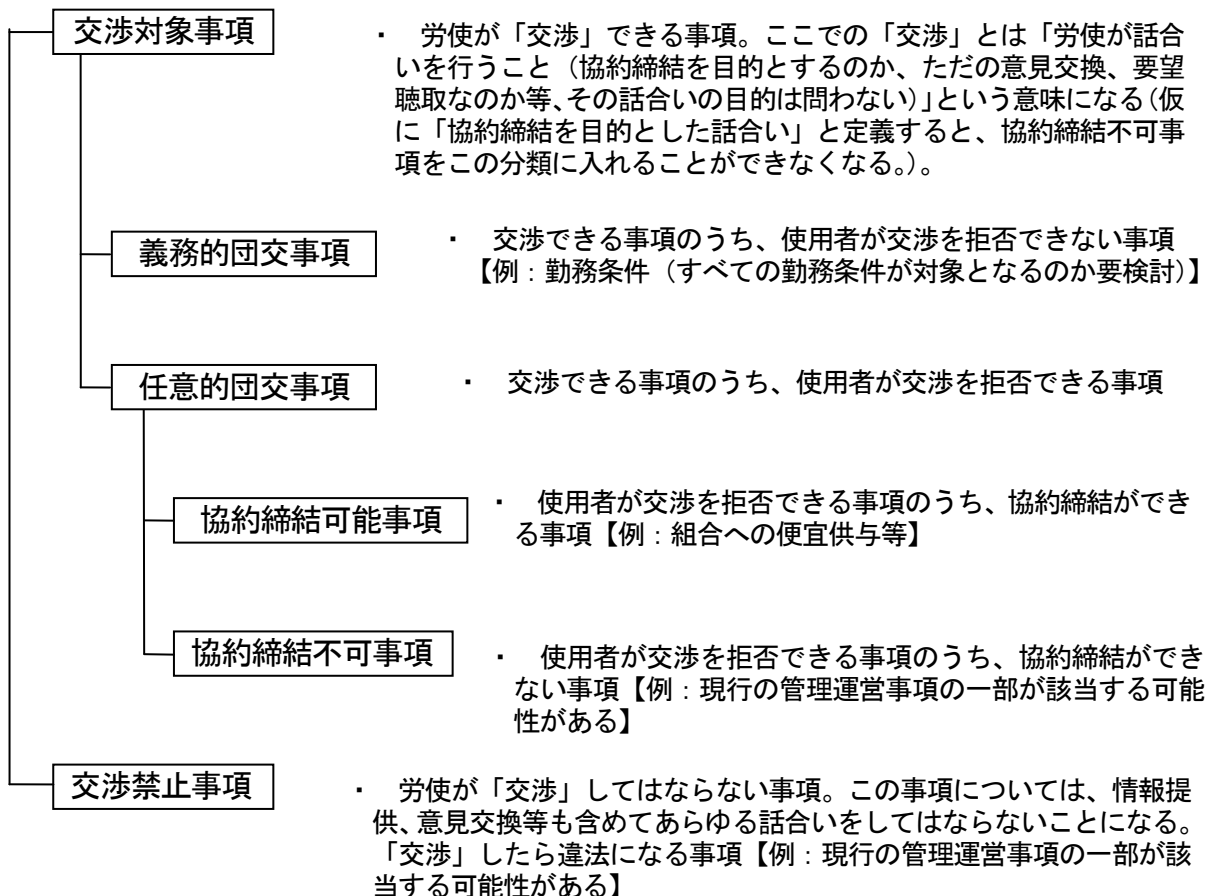 交渉対象事項
・　労使が「交渉」できる事項。ここでの「交渉」とは「労使が話合
いを行うこと（協約締結を目的とするのか、ただの意見交換、要望
聴取なのか等、その話合いの目的は問わない）」という意味になる（仮
に「協約締結を目的とした話合い」と定義すると、協約締結不可事
項をこの分類に入れることができなくなる。）。
義務的団交事項
・　交渉できる事項のうち、使用者が交渉を拒否できない事項
【例：勤務条件（すべての勤務条件が対象となるのか要検討）】
任意的団交事項
・　交渉できる事項のうち、使用者が交渉を拒否できる事項
協約締結可能事項
・　使用者が交渉を拒否できる事項のうち、協約締結ができ
る事項【例：組合への便宜供与等】
協約締結不可事項
・　使用者が交渉を拒否できる事項のうち、協約締結ができ
ない事項【例：現行の管理運営事項の一部が該当する可能
性がある】
交渉禁止事項
・　労使が「交渉」してはならない事項。この事項については、情報提
供、意見交換等も含めてあらゆる話合いをしてはならないことになる。
「交渉」したら違法になる事項【例：現行の管理運営事項の一部が該
当する可能性がある】